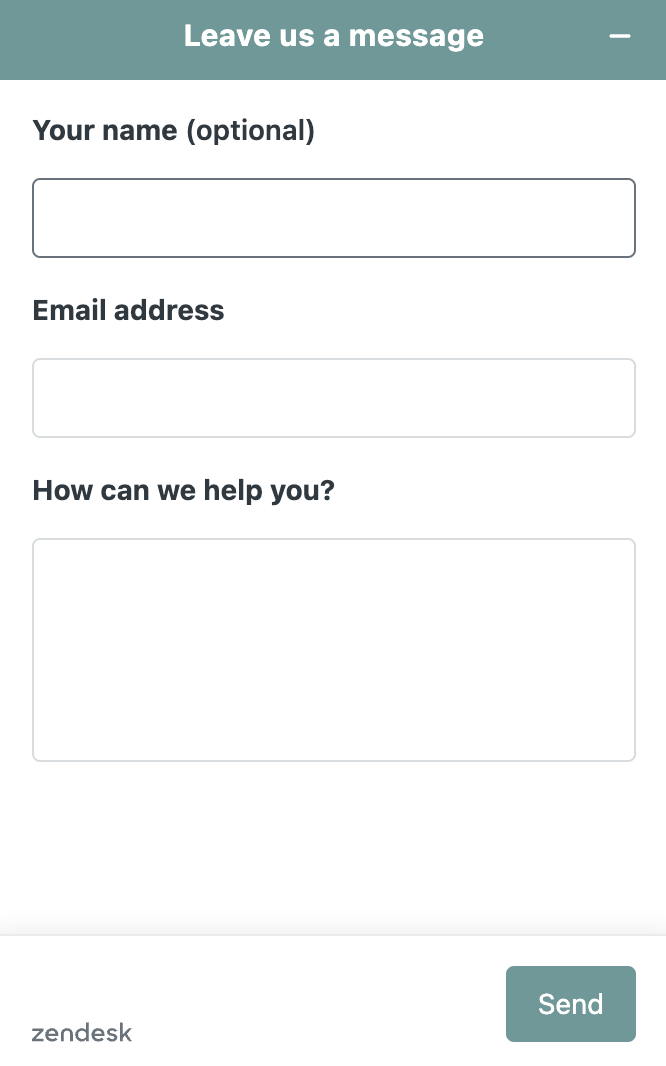 Leave us a message
Your name (optional)
Email address
How can we help you?
Send
zendesk